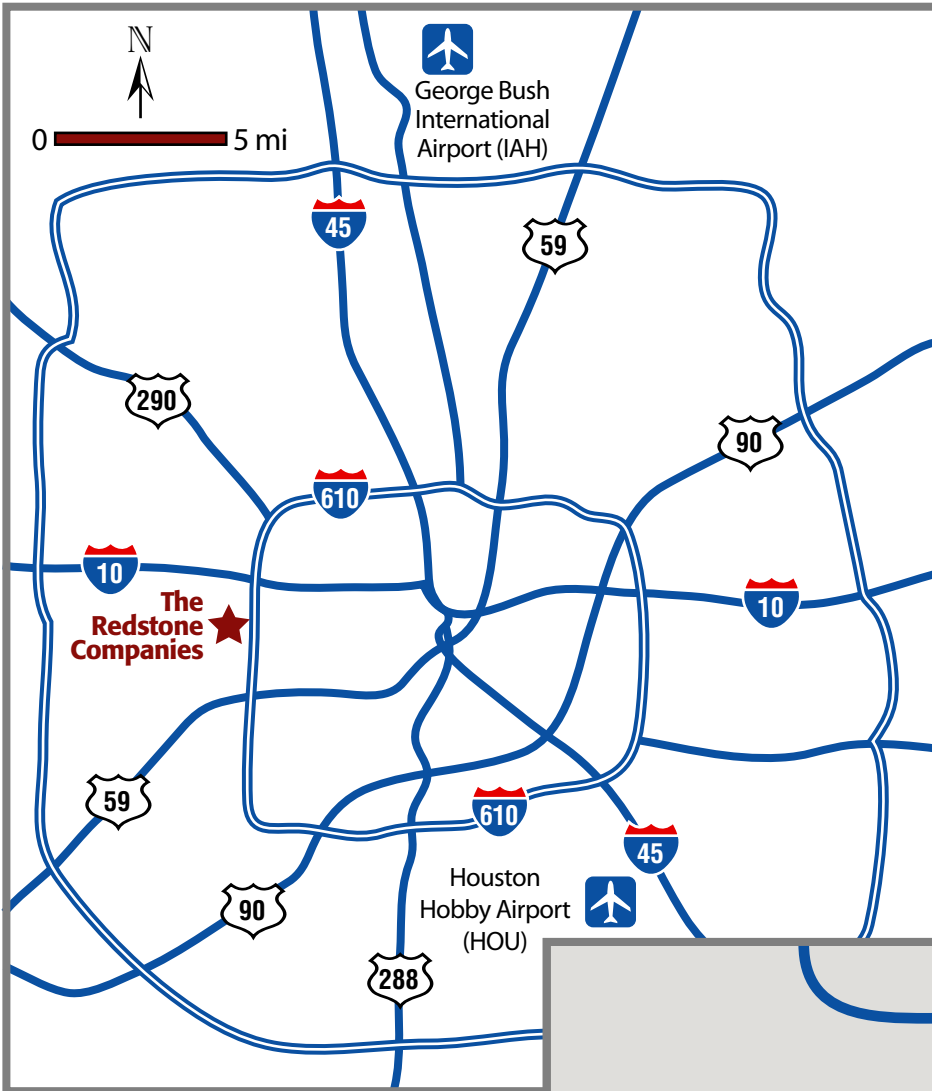 N
0 5 mi
George Bush
International
Airport (IAH)
45
59
290
90
610
10
10
The
Redstone
Companies
59
610
45
Houston
Hobby Airport
(HOU)
90
288